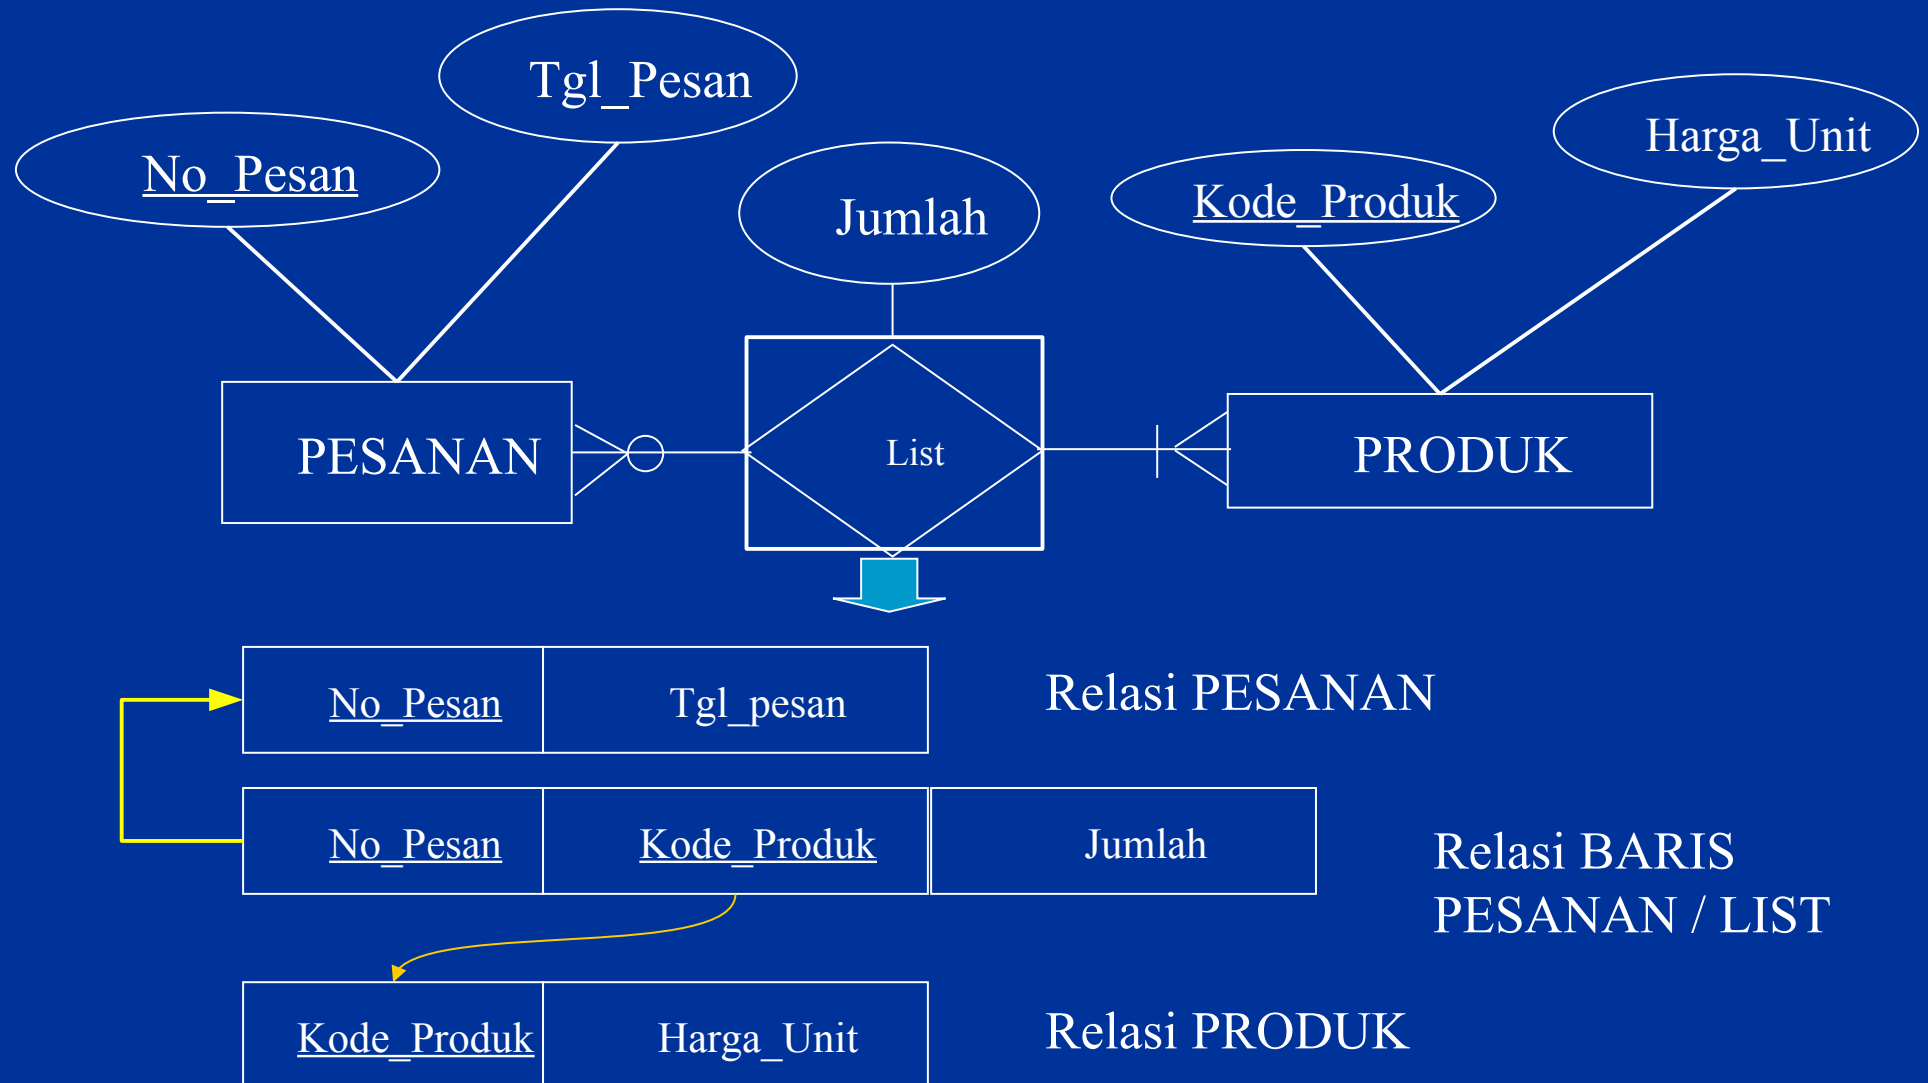 Tgl_Pesan
No_Pesan
Jumlah
Kode_Produk
Harga_Unit
PESANAN
List
PRODUK
No_Pesan
Tgl_pesan
Relasi PESANAN
No_Pesan
Kode_Produk
Jumlah
Relasi BARIS
PESANAN / LIST
Kode_Produk
Harga_Unit
Relasi PRODUK